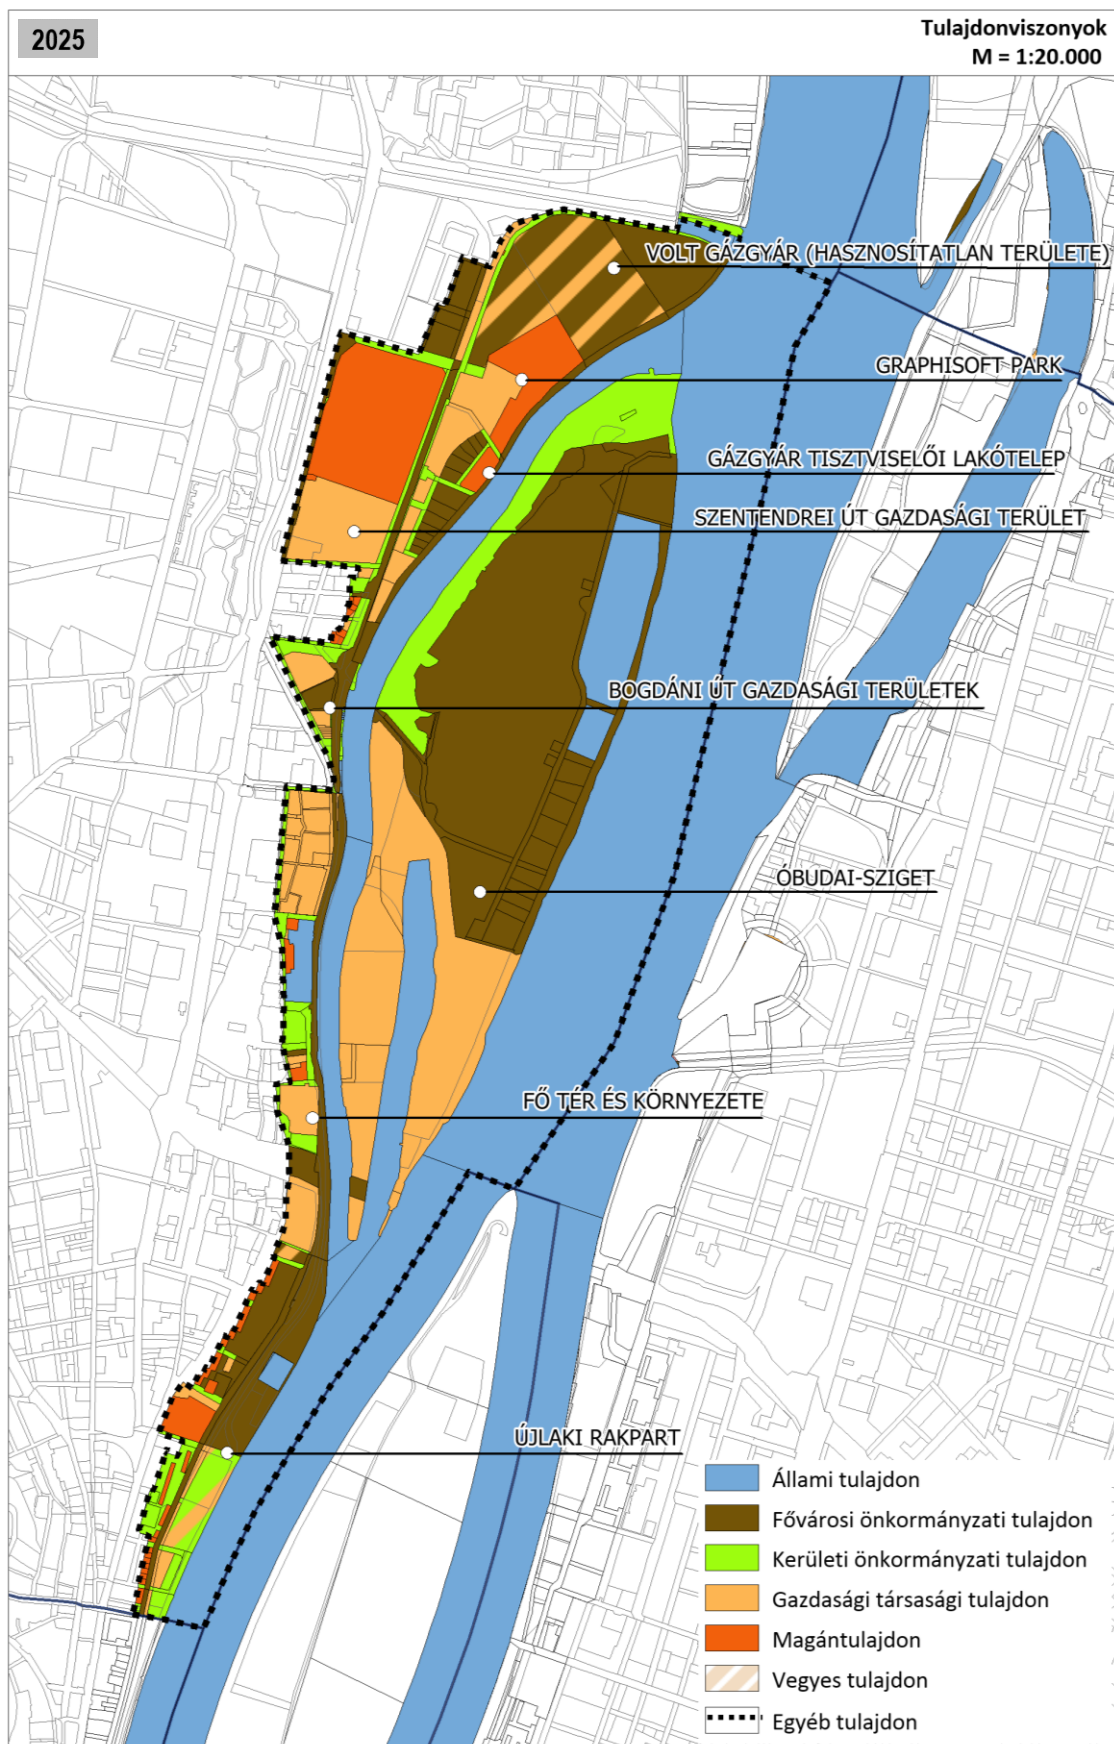 2025
Tulajdonviszonyok
M = 1:20.000
VOLT GÁZGYÁR (HASZNOSÍTATLAN TERÜLETE)
GRAPHISOFT PARK
GÁZGYÁR TISZTVISELŐI LAKÓTELEP
SZENTENDREI ÚT GAZDASÁGI TERÜLET
BOGDÁNI ÚT GAZDASÁGI TERÜLETEK
ÓBUDAI-SZIGET
FŐ TÉR ÉS KÖRNYEZETE
ÚJLAKI RAKPART
Állami tulajdon
Fővárosi önkormányzati tulajdon
Kerületi önkormányzati tulajdon
Gazdasági társasági tulajdon
Magántulajdon
Vegyes tulajdon
Egyéb tulajdon